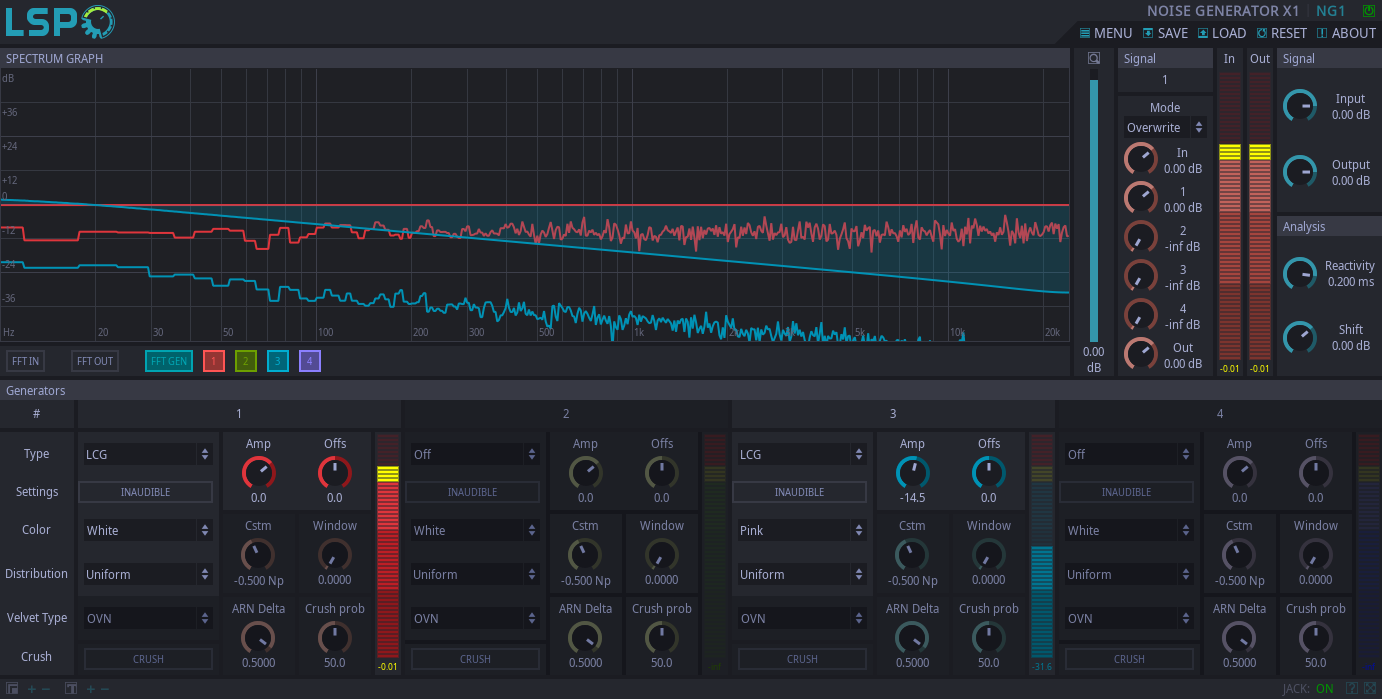 LSP
NOISE GENERATOR X1 NG1
MENU SAVE LOAD RESET ABOUT
SPECTRUM GRAPH
dB
+36
+24
+12
0
-12
-24
-36
Hz 20 30 50 100 200 300 500 1k 2k 5k 10k 20k
FFT IN FFT OUT FFT GEN 1 2 3 4
0.00
dB
Signal
1
Mode
Overwrite
In
0.00 dB
1
0.00 dB
2
-inf dB
3
-inf dB
4
-inf dB
Out
0.00 dB
In Out
-0.01 -0.01
Signal
Input
0.00 dB
Output
0.00 dB
Analysis
Reactivity
0.200 ms
Shift
0.00 dB
Generators
# 1 2 3 4
Type
Settings
Color
Distribution
Velvet Type
Crush
LCG
INAUDIBLE
White
Uniform
OVN
CRUSH
Amp Offs
0.0 0.0
Cstm Window
-0.500 Np 0.0000
ARN Delta Crush prob
0.5000 50.0
-0.01
Off
INAUDIBLE
White
Uniform
OVN
CRUSH
Amp Offs
0.0 0.0
Cstm Window
-0.500 Np 0.0000
ARN Delta Crush prob
0.5000 50.0
LCG
INAUDIBLE
Pink
Uniform
OVN
CRUSH
Amp Offs
-14.5 0.0
Cstm Window
-0.500 Np 0.0000
ARN Delta Crush prob
0.5000 50.0
-31.6
Off
INAUDIBLE
White
Uniform
OVN
CRUSH
Amp Offs
0.0 0.0
Cstm Window
-0.500 Np 0.0000
ARN Delta Crush prob
0.5000 50.0
JACK: ON